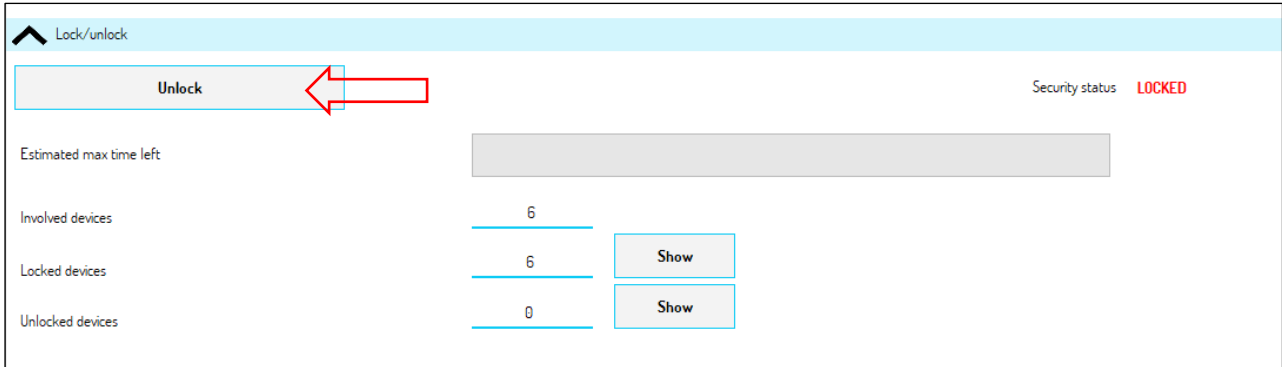 Lock/unlock
Unlock
Security status LOCKED
Estimated max time left
Involved devices 6
Locked devices 6 Show
Unlocked devices 0 Show